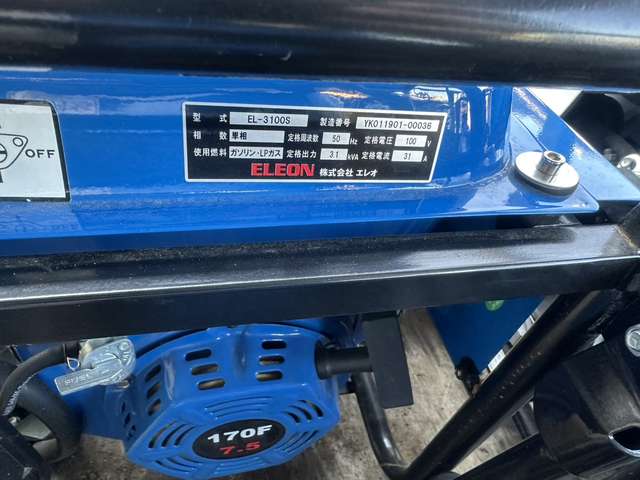 型 式 EL-3100S 製造番号 YK011901-00036
相 数 単相 定格周波数 50 Hz 定格電圧 100 V
使用燃料 ガソリン・LPガス 定格出力 3.1 kVA 定格電流 31 A
ELEON 株式会社 エレオ
OFF
170F
7.5